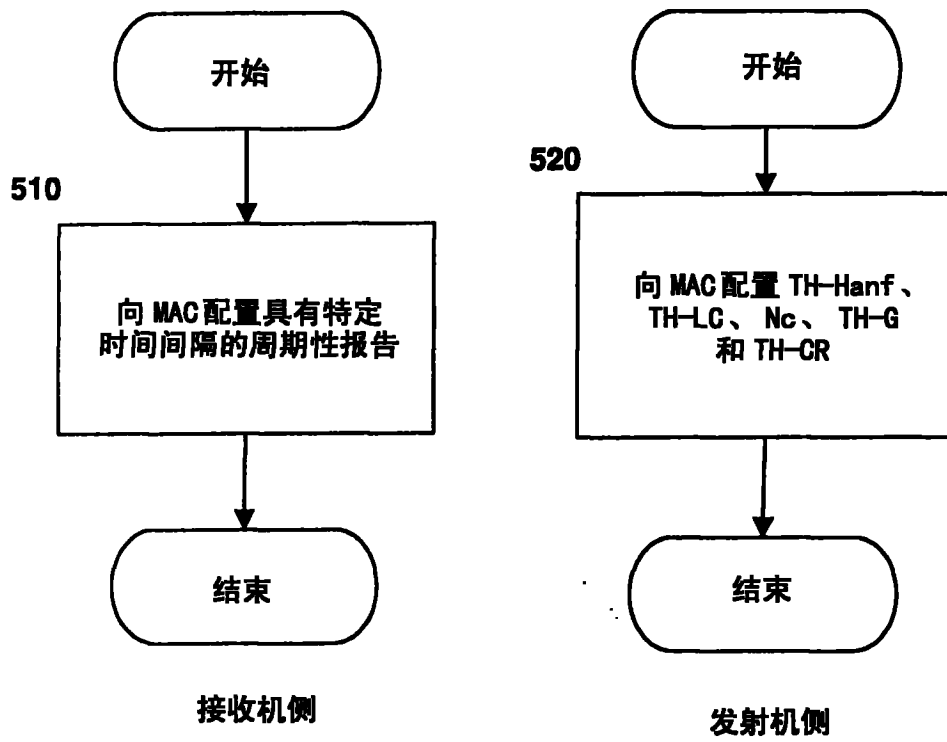 开始
510
向 MAC 配置具有特定
时间间隔的周期性报告
结束
接收机侧
开始
520
向 MAC 配置 TH-Hanf、
TH-LC、 Nc、 TH-G
和 TH-CR
结束
发射机侧